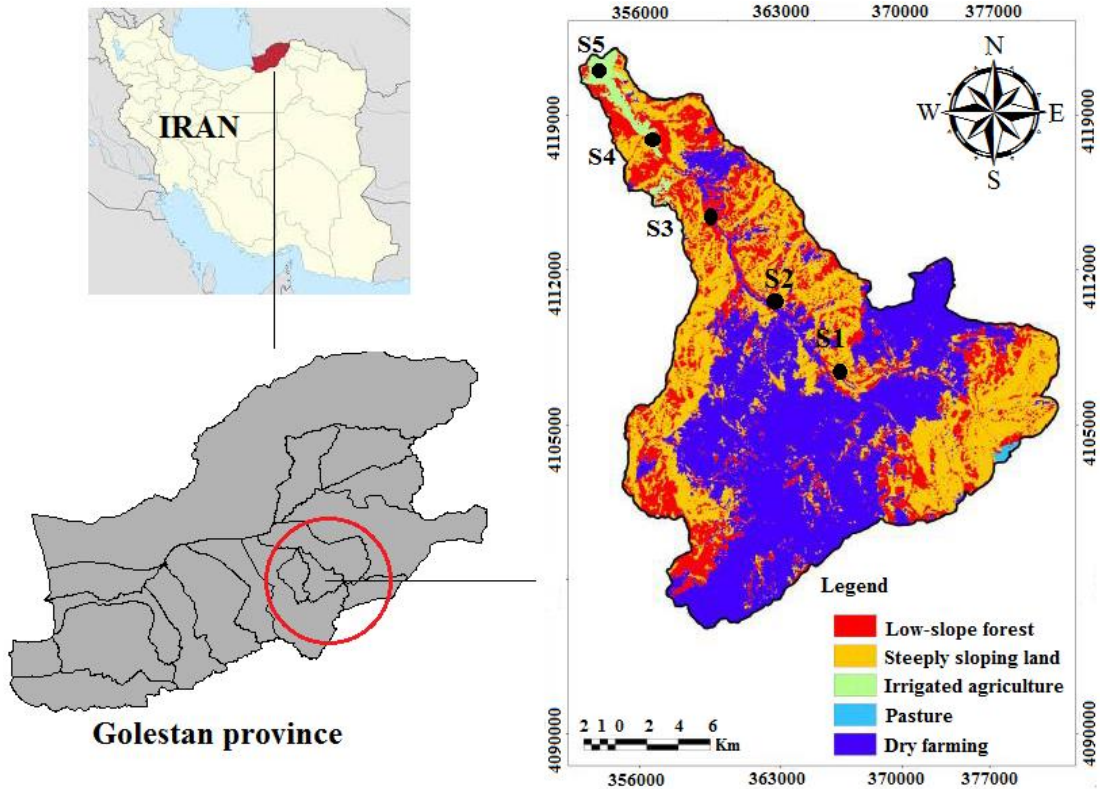 IRAN
Golestan province
356000
363000
370000
377000
4119000
4112000
4105000
4090000
N
W
E
S
S5
S4
S3
S2
S1
4119000
4112000
4105000
4090000
Legend
Low-slope forest
Steeply sloping land
Irrigated agriculture
Pasture
Dry farming
2 1 0 2 4 6
Km
356000
363000
370000
377000